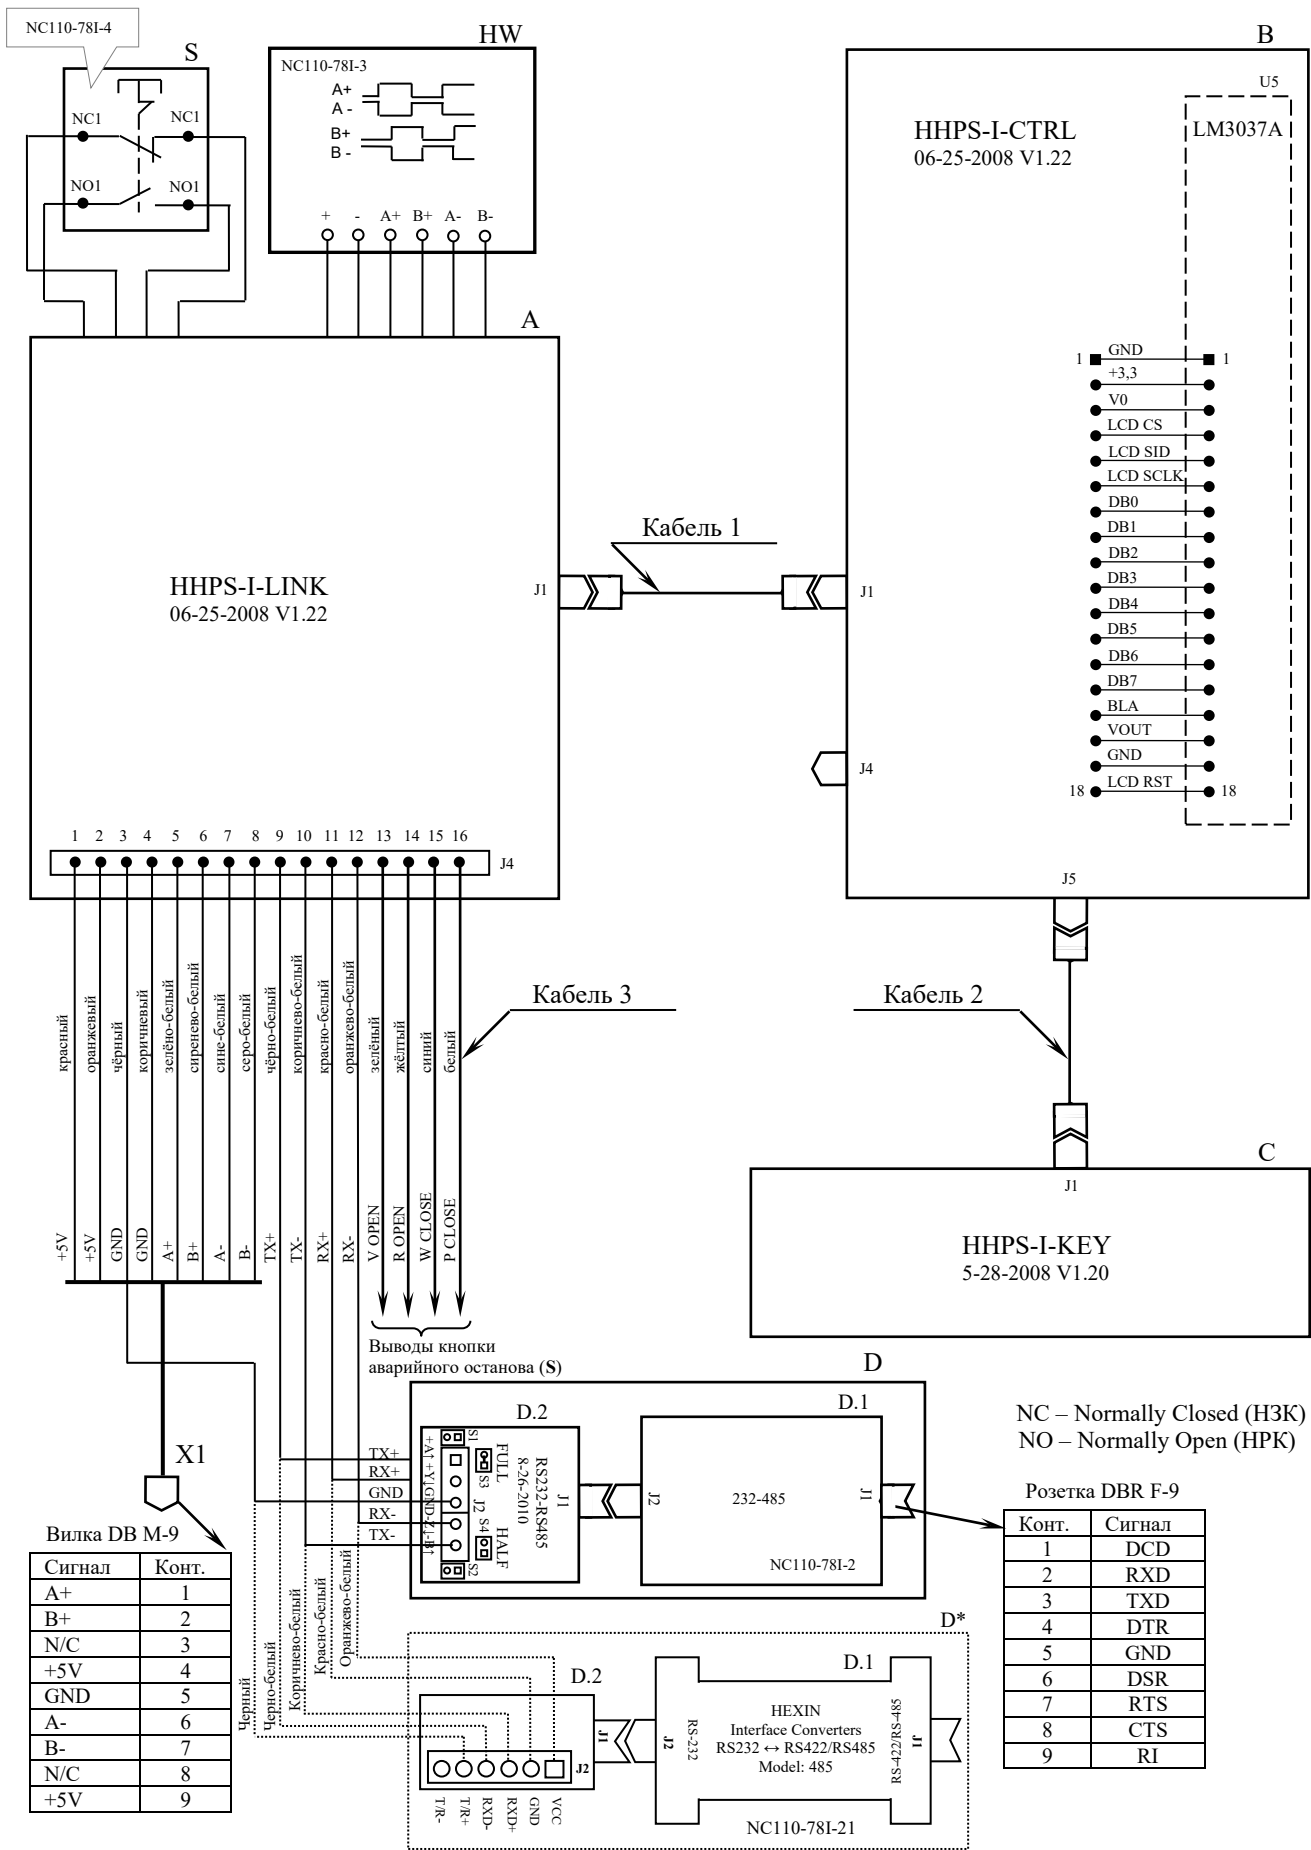 NC110-78I-4
S
NC1
NC1
NO1
NO1
HW
NC110-78I-3
A+
A -
B+
B -
+ - A+ B+ A- B-
B
U5
HHPS-I-CTRL
06-25-2008 V1.22
LM3037A
1 GND 1
+3,3
V0
LCD CS
LCD SID
LCD SCLK
DB0
DB1
DB2
DB3
DB4
DB5
DB6
DB7
BLA
VOUT
GND
18 LCD RST 18
J1
J4
J5
A
HHPS-I-LINK
06-25-2008 V1.22
J1
Кабель 1
1 2 3 4 5 6 7 8 9 10 11 12 13 14 15 16
J4
красный
оранжевый
чёрный
коричневый
зелёно-белый
сиренево-белый
сине-белый
серо-белый
чёрно-белый
коричнево-белый
красно-белый
оранжево-белый
зелёный
жёлтый
синий
белый
Кабель 3
Кабель 2
+5V
+5V
GND
GND
A+
B+
A-
B-
TX+
TX-
RX+
RX-
V OPEN
R OPEN
W CLOSE
P CLOSE
Выводы кнопки
аварийного останова (S)
C
J1
HHPS-I-KEY
5-28-2008 V1.20
D
D.2
D.1
TX+
RX+
GND
RX-
TX-
+A↑ +Y↓ GND -Z↓ -B↑
S1
S2
S3
S4
J2
FULL
HALF
RS232-RS485
8-26-2010
J1
J2
232-485
J1
NC110-78I-2
NC – Normally Closed (НЗК)
NO – Normally Open (НРК)
X1
Вилка DB M-9
Сигнал Конт.
A+ 1
B+ 2
N/C 3
+5V 4
GND 5
A- 6
B- 7
N/C 8
+5V 9
Розетка DBR F-9
Конт. Сигнал
1 DCD
2 RXD
3 TXD
4 DTR
5 GND
6 DSR
7 RTS
8 CTS
9 RI
Черный
Черно-белый
Коричнево-белый
Красно-белый
Оранжево-белый
D*
D.2
D.1
J1
J2
T/R-
T/R+
RXD-
RXD+
GND
VCC
J2
RS-232
HEXIN
Interface Converters
RS232 ↔ RS422/RS485
Model: 485
RS-422/RS-485
J1
NC110-78I-21